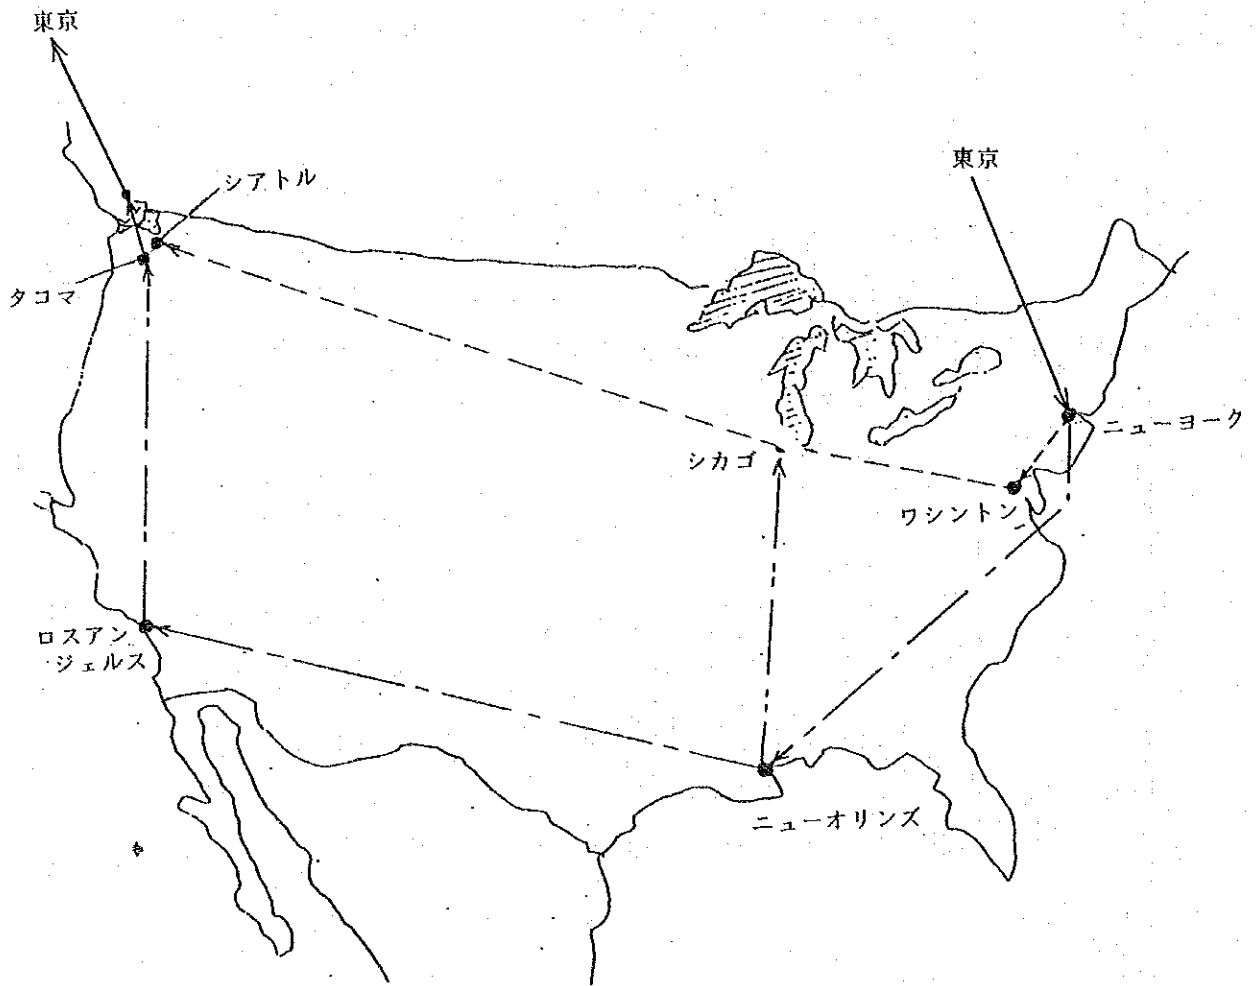 東京
東京
シアトル
タコマ
ニューヨーク
シカゴ
ワシントン
ロスアン
ジェルス
ニューオリンズ